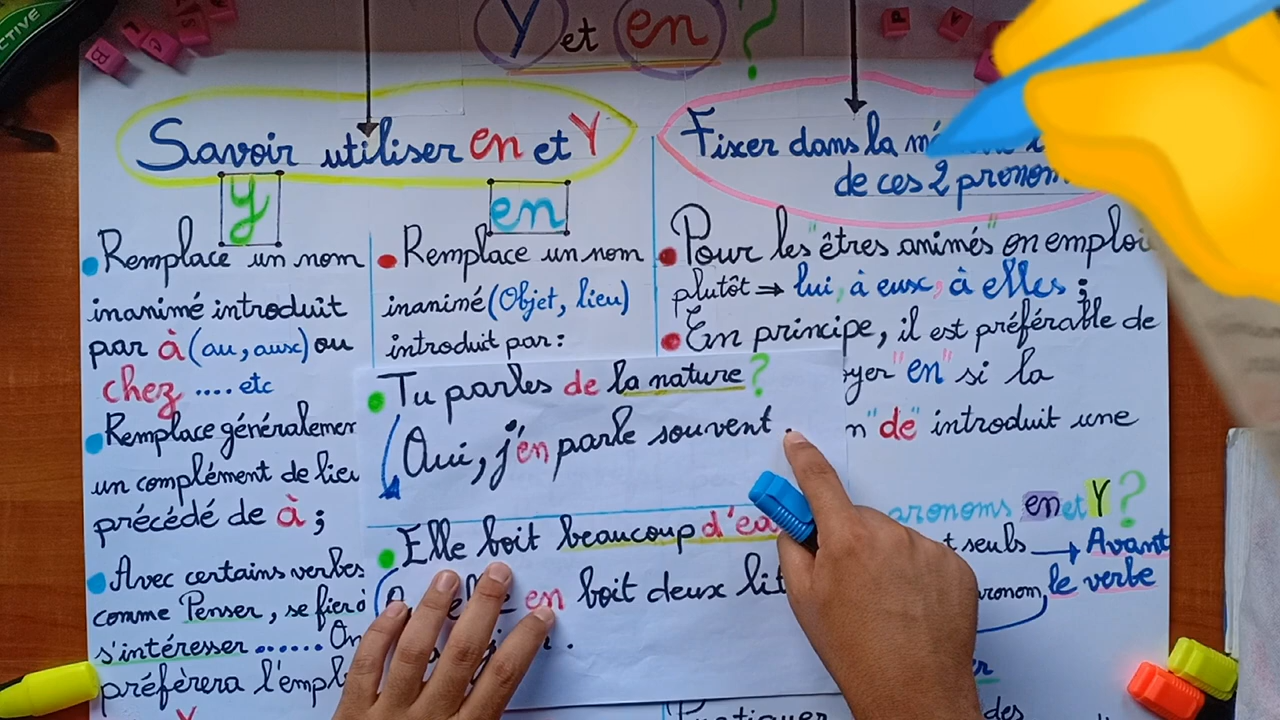 Y et en ?
Savoir utiliser en et Y
y
Remplace un nom
inanimé introduit
par à (au, aux) ou
chez .... etc
Remplace généralemen
un complément de lieu
précédé de à ;
Avec certains verbes
comme Penser, se fier à
s'intéresser ...... On
préfèrera l'empl
Y
en
Remplace un nom
inanimé (Objet, lieu)
introduit par :
Tu parles de la nature ?
Oui, j'en parle souvent .
Elle boit beaucoup d'ea
en boit deux lit
Fixer dans la
de ces 2 pronom
Pour les "êtres animés" on emploi
plutôt ⇒ lui, à eux, à elles ;
En principe, il est préférable de
"en" si la
"de" introduit une
pronoms en et Y ?
seuls → Avant
le verbe
des
CTIVE